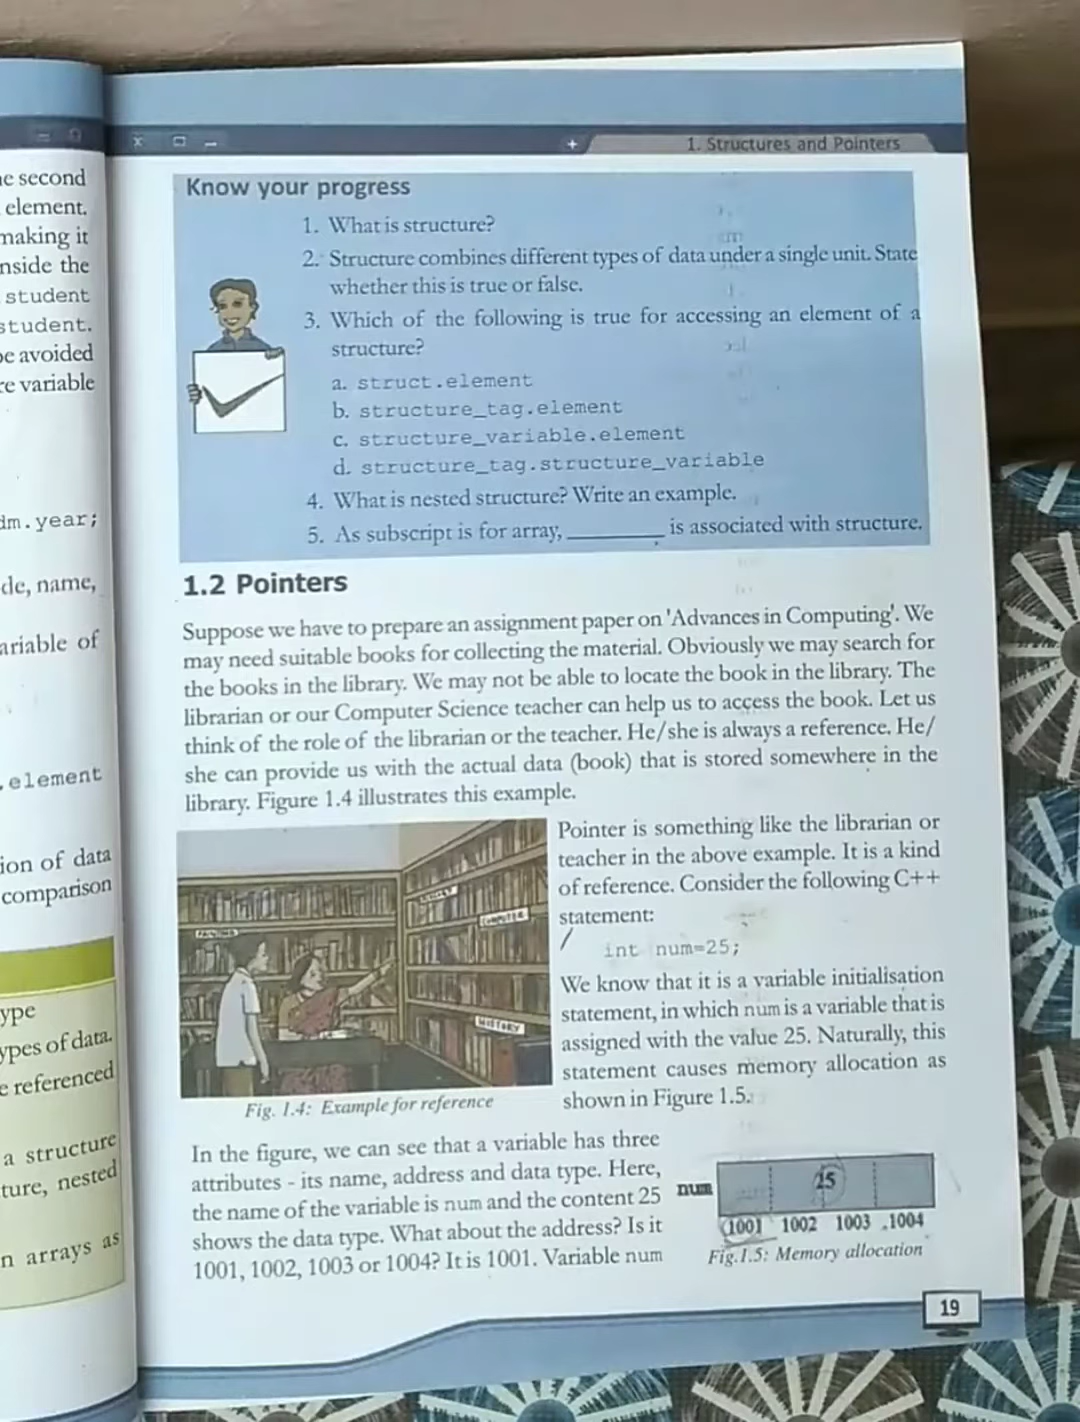 second
element.
making it
inside the
student
student.
be avoided
variable
.year;
name,
of
.element
of data
comparison
types of data.
referenced
a structure
nested
arrays as
1. Structures and Pointers
Know your progress
1. What is structure?
2. Structure combines different types of data under a single unit. State
whether this is true or false.
3. Which of the following is true for accessing an element of a
structure?
a. struct.element
b. structure_tag.element
c. structure_variable.element
d. structure_tag.structure_variable
4. What is nested structure? Write an example.
5. As subscript is for array, ________ is associated with structure.
1.2 Pointers
Suppose we have to prepare an assignment paper on 'Advances in Computing'. We
may need suitable books for collecting the material. Obviously we may search for
the books in the library. We may not be able to locate the book in the library. The
librarian or our Computer Science teacher can help us to access the book. Let us
think of the role of the librarian or the teacher. He/she is always a reference. He/
she can provide us with the actual data (book) that is stored somewhere in the
library. Figure 1.4 illustrates this example.
COMPUTER
HISTORY
Fig. 1.4: Example for reference
Pointer is something like the librarian or
teacher in the above example. It is a kind
of reference. Consider the following C++
statement:
int num=25;
We know that it is a variable initialisation
statement, in which num is a variable that is
assigned with the value 25. Naturally, this
statement causes memory allocation as
shown in Figure 1.5.
In the figure, we can see that a variable has three
attributes - its name, address and data type. Here,
the name of the variable is num and the content 25
shows the data type. What about the address? Is it
1001, 1002, 1003 or 1004? It is 1001. Variable num
num
25
1001 1002 1003 1004
Fig.1.5: Memory allocation
19